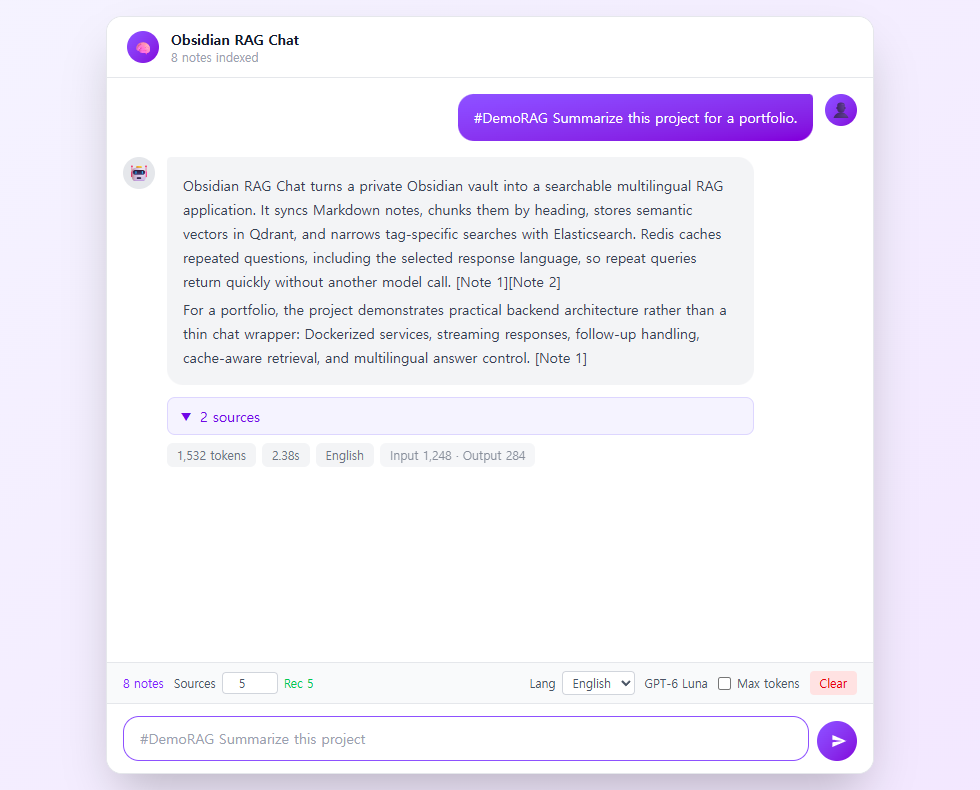 Obsidian RAG Chat
8 notes indexed
#DemoRAG Summarize this project for a portfolio.
Obsidian RAG Chat turns a private Obsidian vault into a searchable multilingual RAG
application. It syncs Markdown notes, chunks them by heading, stores semantic
vectors in Qdrant, and narrows tag-specific searches with Elasticsearch. Redis caches
repeated questions, including the selected response language, so repeat queries
return quickly without another model call. [Note 1][Note 2]
For a portfolio, the project demonstrates practical backend architecture rather than a
thin chat wrapper: Dockerized services, streaming responses, follow-up handling,
cache-aware retrieval, and multilingual answer control. [Note 1]
▼ 2 sources
1,532 tokens 2.38s English Input 1,248 · Output 284
8 notes Sources 5 Rec 5 Lang English GPT-6 Luna Max tokens Clear
#DemoRAG Summarize this project